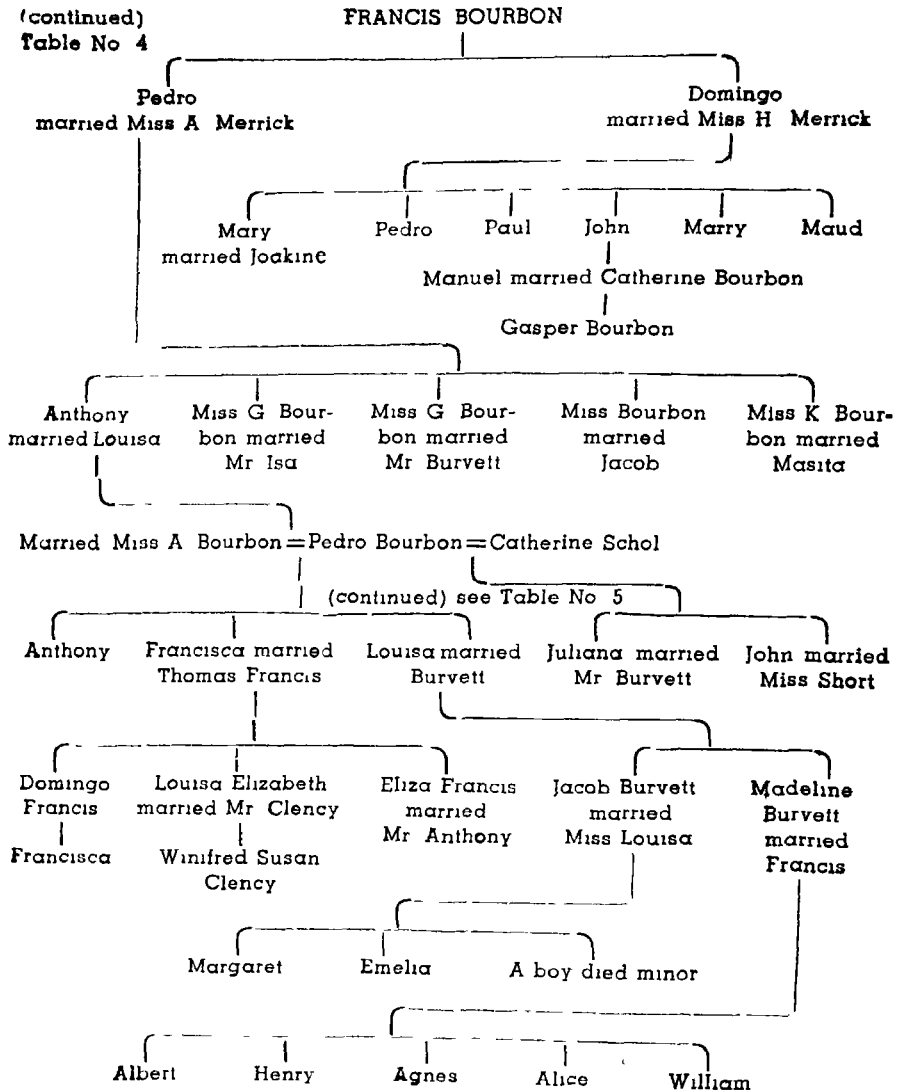 (continued) FRANCIS BOURBON
Table No 4
Pedro Domingo
married Miss A Merrick married Miss H Merrick
Mary Pedro Paul John Marry Maud
married Joakine
Manuel married Catherine Bourbon
Gasper Bourbon
Anthony Miss G Bour- Miss G Bour- Miss Bourbon Miss K Bour-
married Louisa bon married bon married married bon married
Mr Isa Mr Burvett Jacob Masita
Married Miss A Bourbon=Pedro Bourbon=Catherine Schol
(continued) see Table No 5
Anthony Francisca married Louisa married Juliana married John married
Thomas Francis Burvett Mr Burvett Miss Short
Domingo Louisa Elizabeth Eliza Francis Jacob Burvett Madeline
Francis married Mr Clency married married Burvett
Mr Anthony Miss Louisa married
Francisca Winifred Susan Francis
Clency
Margaret Emelia A boy died minor
Albert Henry Agnes Alice William